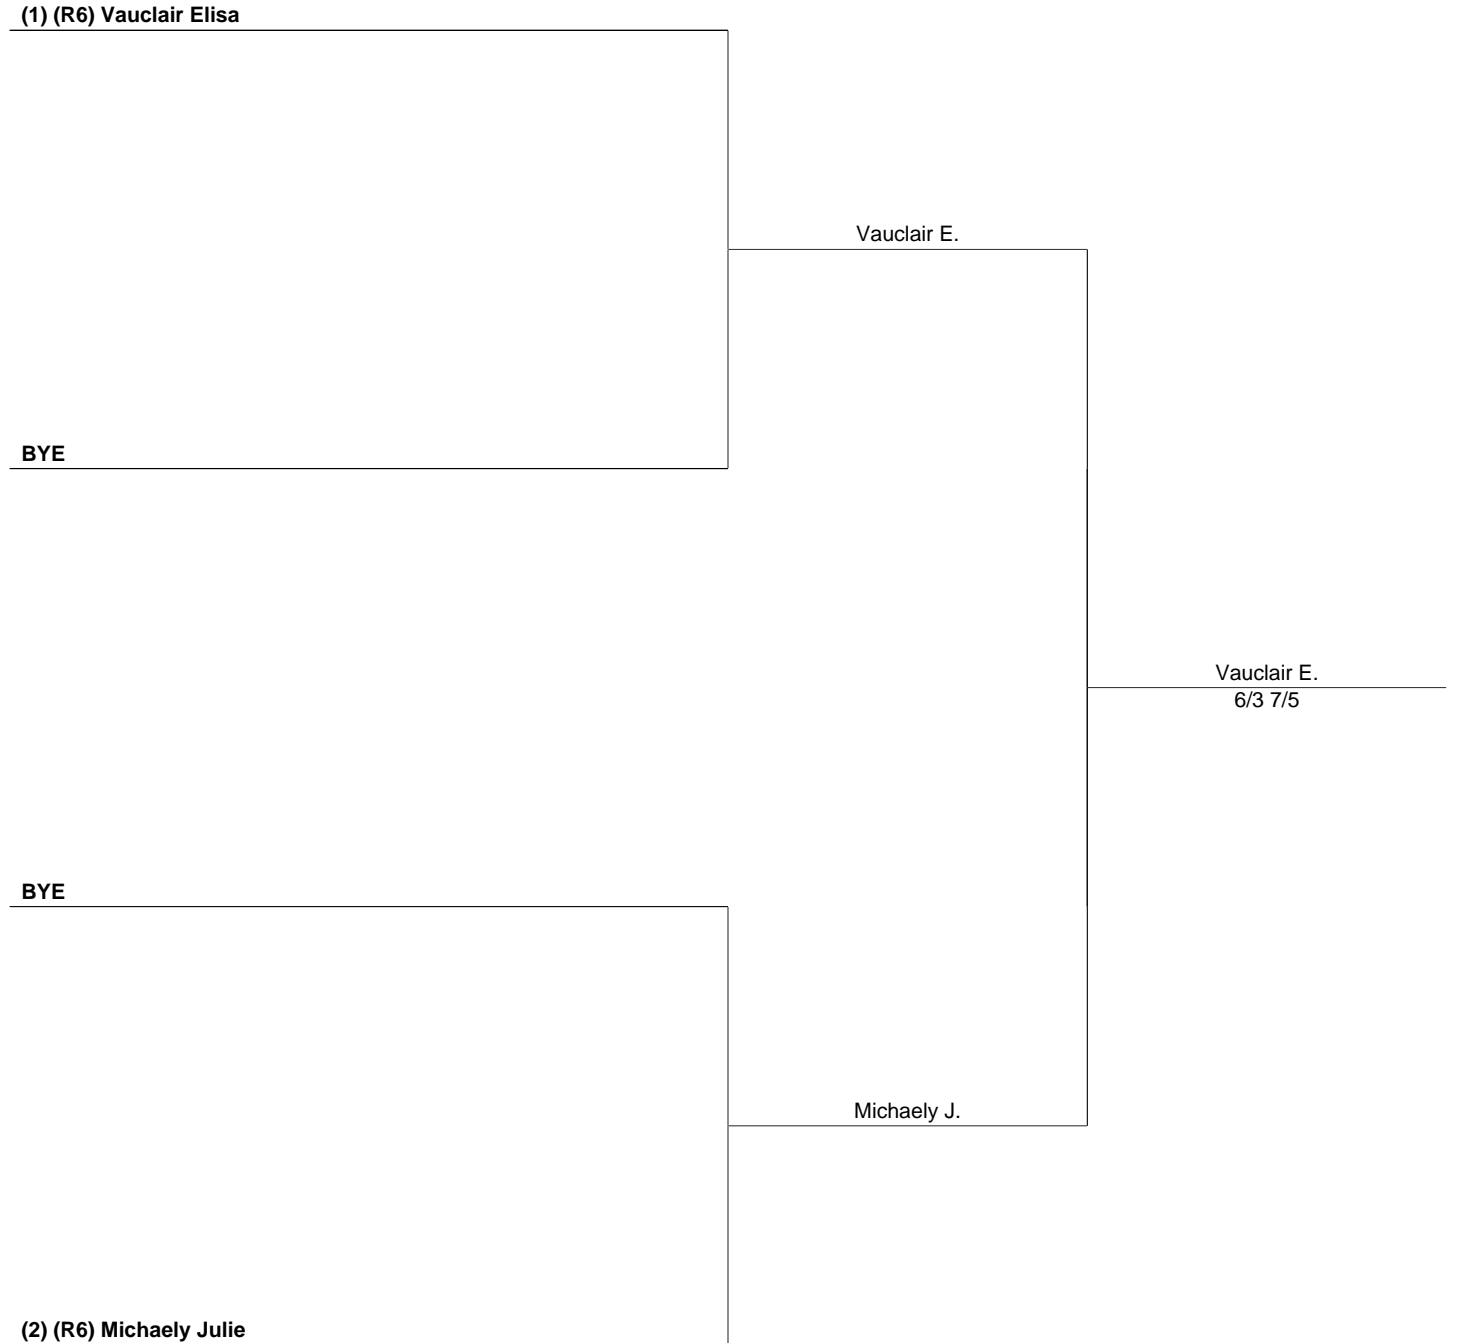 (1) (R6) Vauclair Elisa
Vauclair E.
BYE
Vauclair E.
6/3 7/5
BYE
Michaely J.
(2) (R6) Michaely Julie